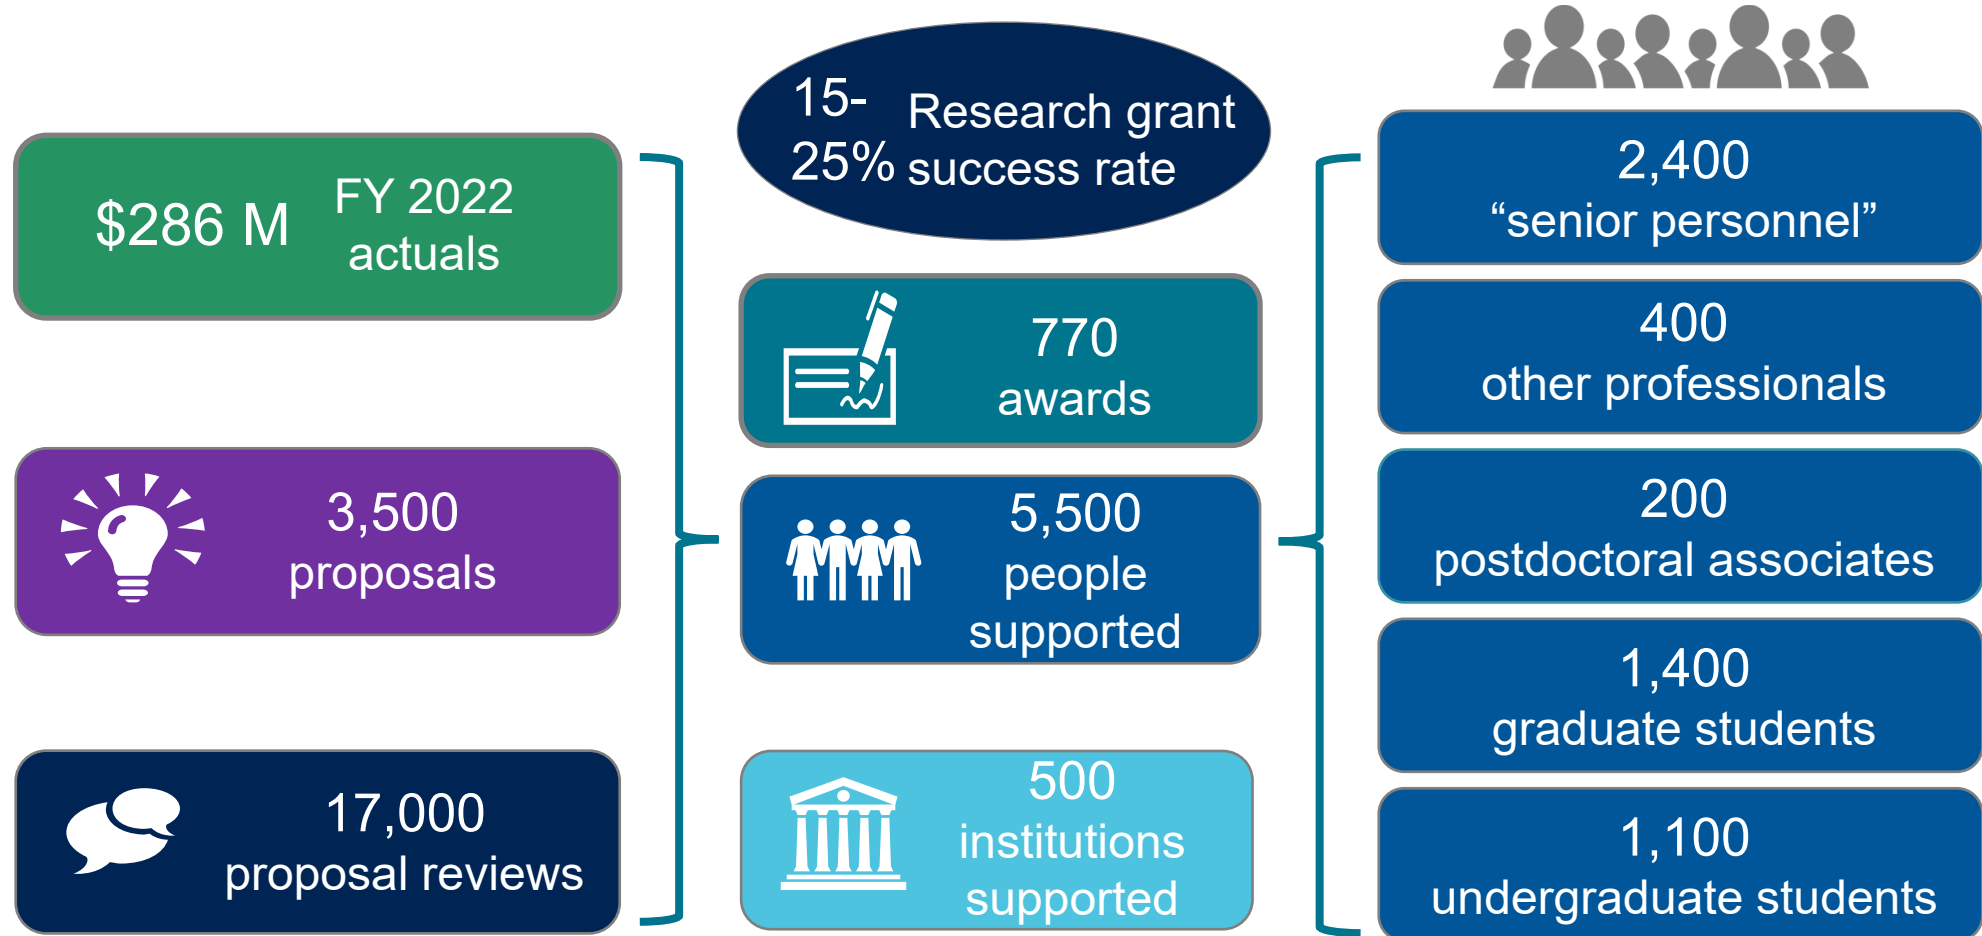 $286 M
FY 2022
actuals
3,500
proposals
17,000
proposal reviews
15-
25%
Research grant
success rate
770
awards
5,500
people
supported
500
institutions
supported
2,400
“senior personnel”
400
other professionals
200
postdoctoral associates
1,400
graduate students
1,100
undergraduate students